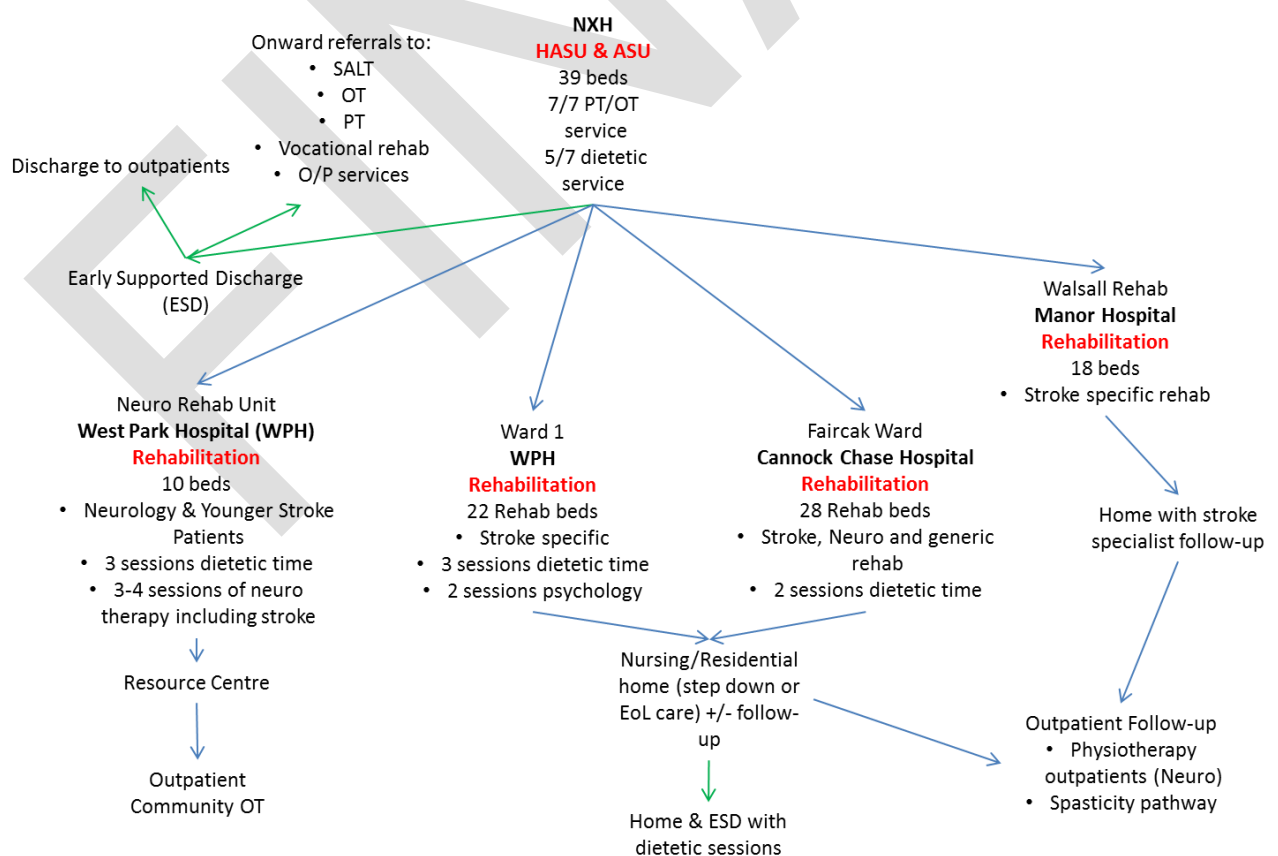 NXH
HASU & ASU
39 beds
7/7 PT/OT
service
5/7 dietetic
service
Onward referrals to:
• SALT
• OT
• PT
• Vocational rehab
• O/P services
Discharge to outpatients
Early Supported Discharge
(ESD)
Walsall Rehab
Manor Hospital
Rehabilitation
18 beds
• Stroke specific rehab
Neuro Rehab Unit
West Park Hospital (WPH)
Rehabilitation
10 beds
• Neurology & Younger Stroke
Patients
• 3 sessions dietetic time
• 3-4 sessions of neuro
therapy including stroke
Ward 1
WPH
Rehabilitation
22 Rehab beds
• Stroke specific
• 3 sessions dietetic time
• 2 sessions psychology
Faircak Ward
Cannock Chase Hospital
Rehabilitation
28 Rehab beds
• Stroke, Neuro and generic
rehab
• 2 sessions dietetic time
Home with stroke
specialist follow-up
Resource Centre
Nursing/Residential
home (step down or
EoL care) +/- follow-
up
Outpatient Follow-up
• Physiotherapy
outpatients (Neuro)
• Spasticity pathway
Outpatient
Community OT
Home & ESD with
dietetic sessions